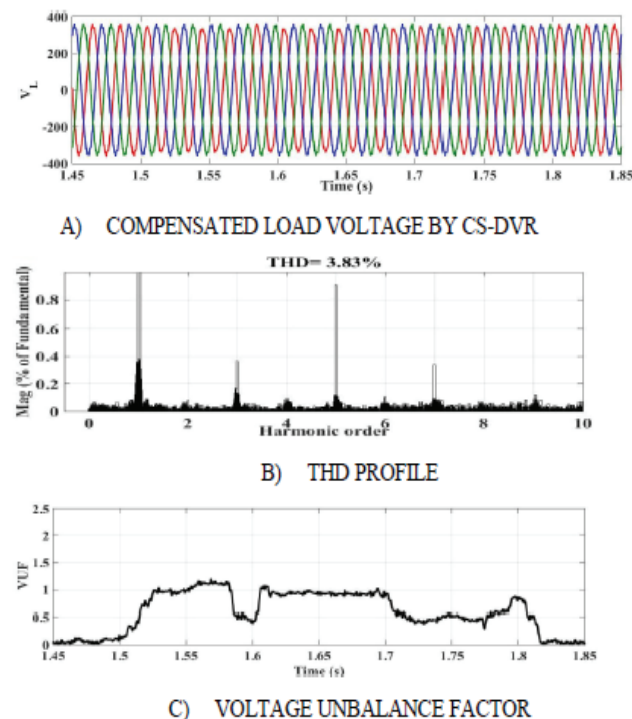 400
200
0
-200
-400
V_L
1.45 1.5 1.55 1.6 1.65 1.7 1.75 1.8 1.85
Time (s)
A) COMPENSATED LOAD VOLTAGE BY CS-DVR
THD= 3.83%
Mag (% of Fundamental)
0.8
0.6
0.4
0.2
0
0 2 4 6 8 10
Harmonic order
B) THD PROFILE
VUF
2.5
2
1.5
1
0.5
0
1.45 1.5 1.55 1.6 1.65 1.7 1.75 1.8 1.85
Time (s)
C) VOLTAGE UNBALANCE FACTOR